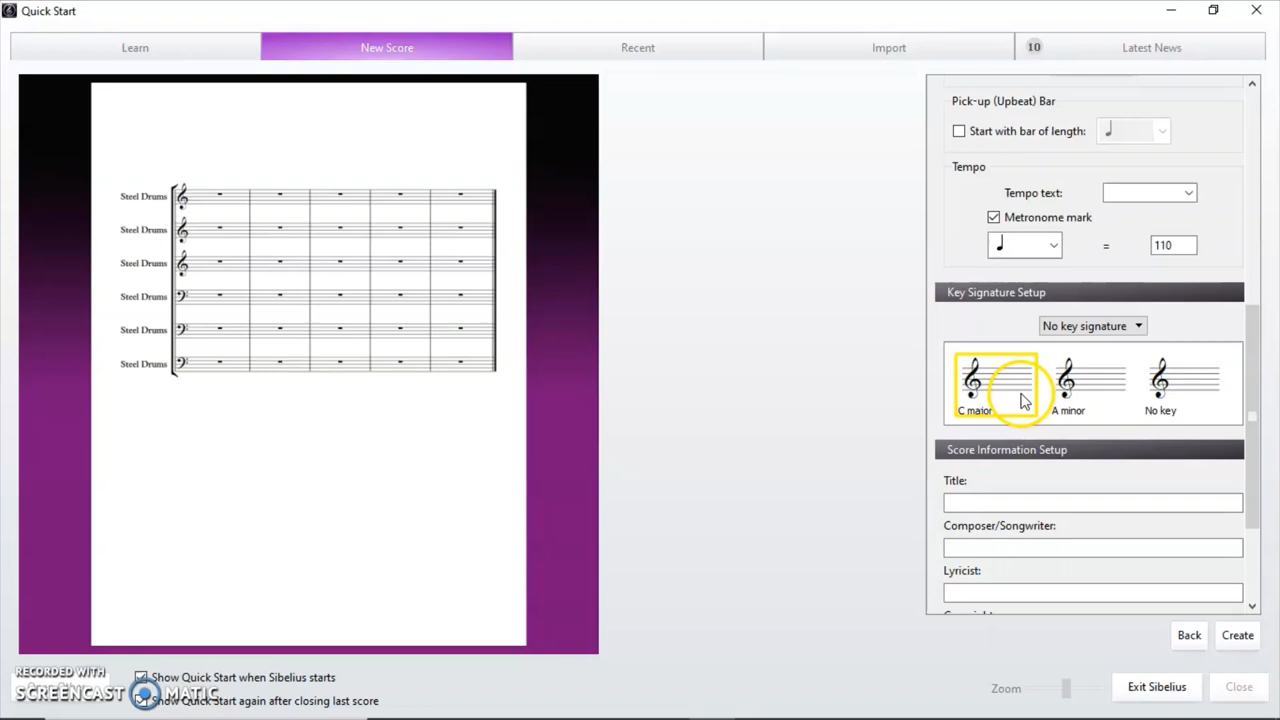 Quick Start
Learn
New Score
Recent
Import
10
Latest News
Steel Drums
Steel Drums
Steel Drums
Steel Drums
Steel Drums
Steel Drums
Pick-up (Upbeat) Bar
Start with bar of length:
Tempo
Tempo text:
Metronome mark
=
110
Key Signature Setup
No key signature
C major
A minor
No key
Score Information Setup
Title:
Composer/Songwriter:
Lyricist:
Back
Create
Show Quick Start when Sibelius starts
Show Quick Start again after closing last score
RECORDED WITH
SCREENCAST MATIC
Zoom
Exit Sibelius
Close